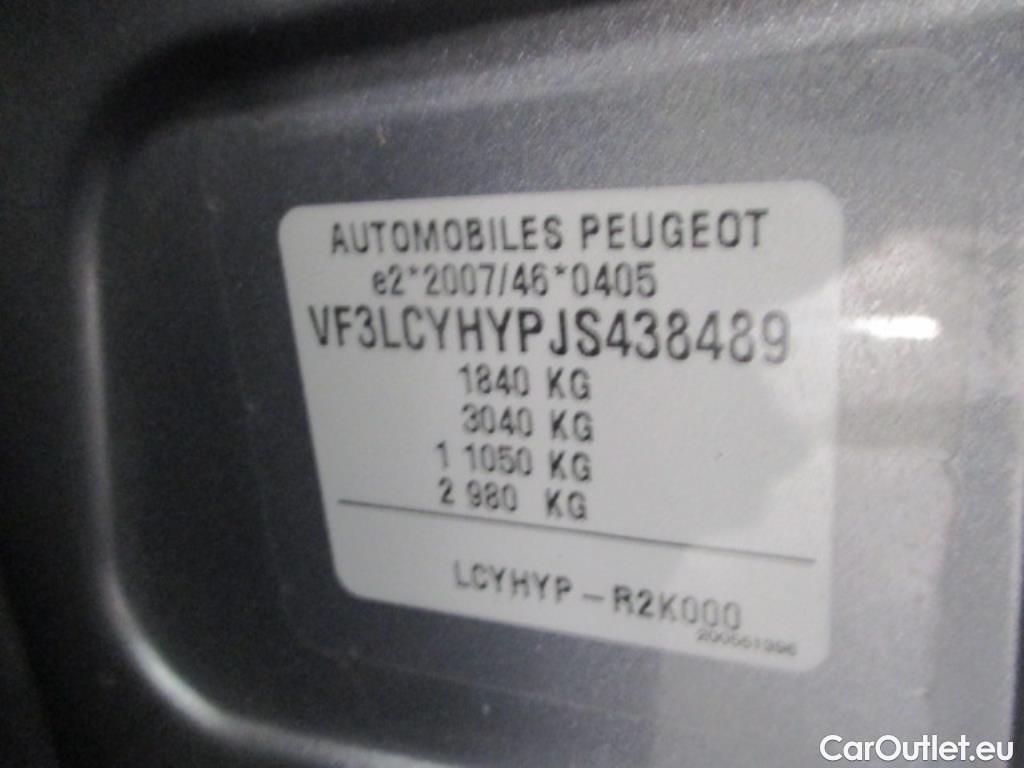 AUTOMOBILES PEUGEOT
e2*2007/46*0405
VF3LCYHYPJS438489
1840 KG
3040 KG
1 1050 KG
2 980 KG
LCYHYP - R2K000
CarOutlet.eu